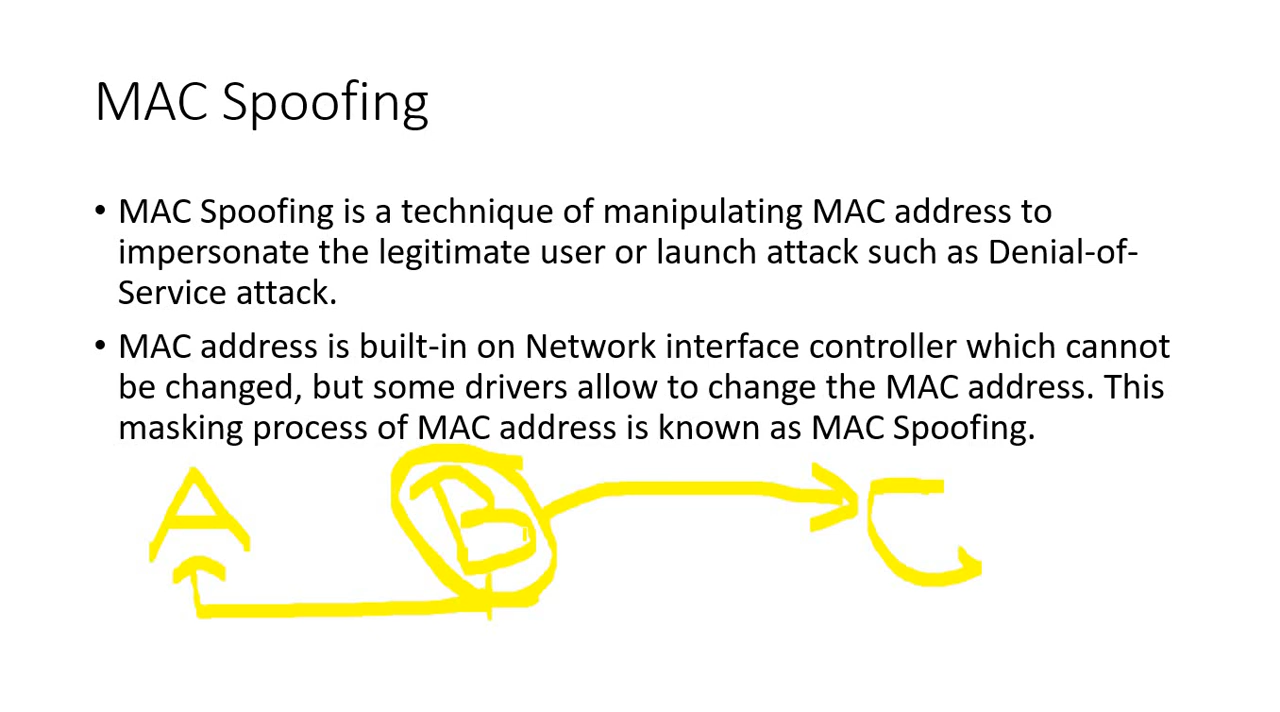 MAC Spoofing
• MAC Spoofing is a technique of manipulating MAC address to
impersonate the legitimate user or launch attack such as Denial-of-
Service attack.
• MAC address is built-in on Network interface controller which cannot
be changed, but some drivers allow to change the MAC address. This
masking process of MAC address is known as MAC Spoofing.
A B C